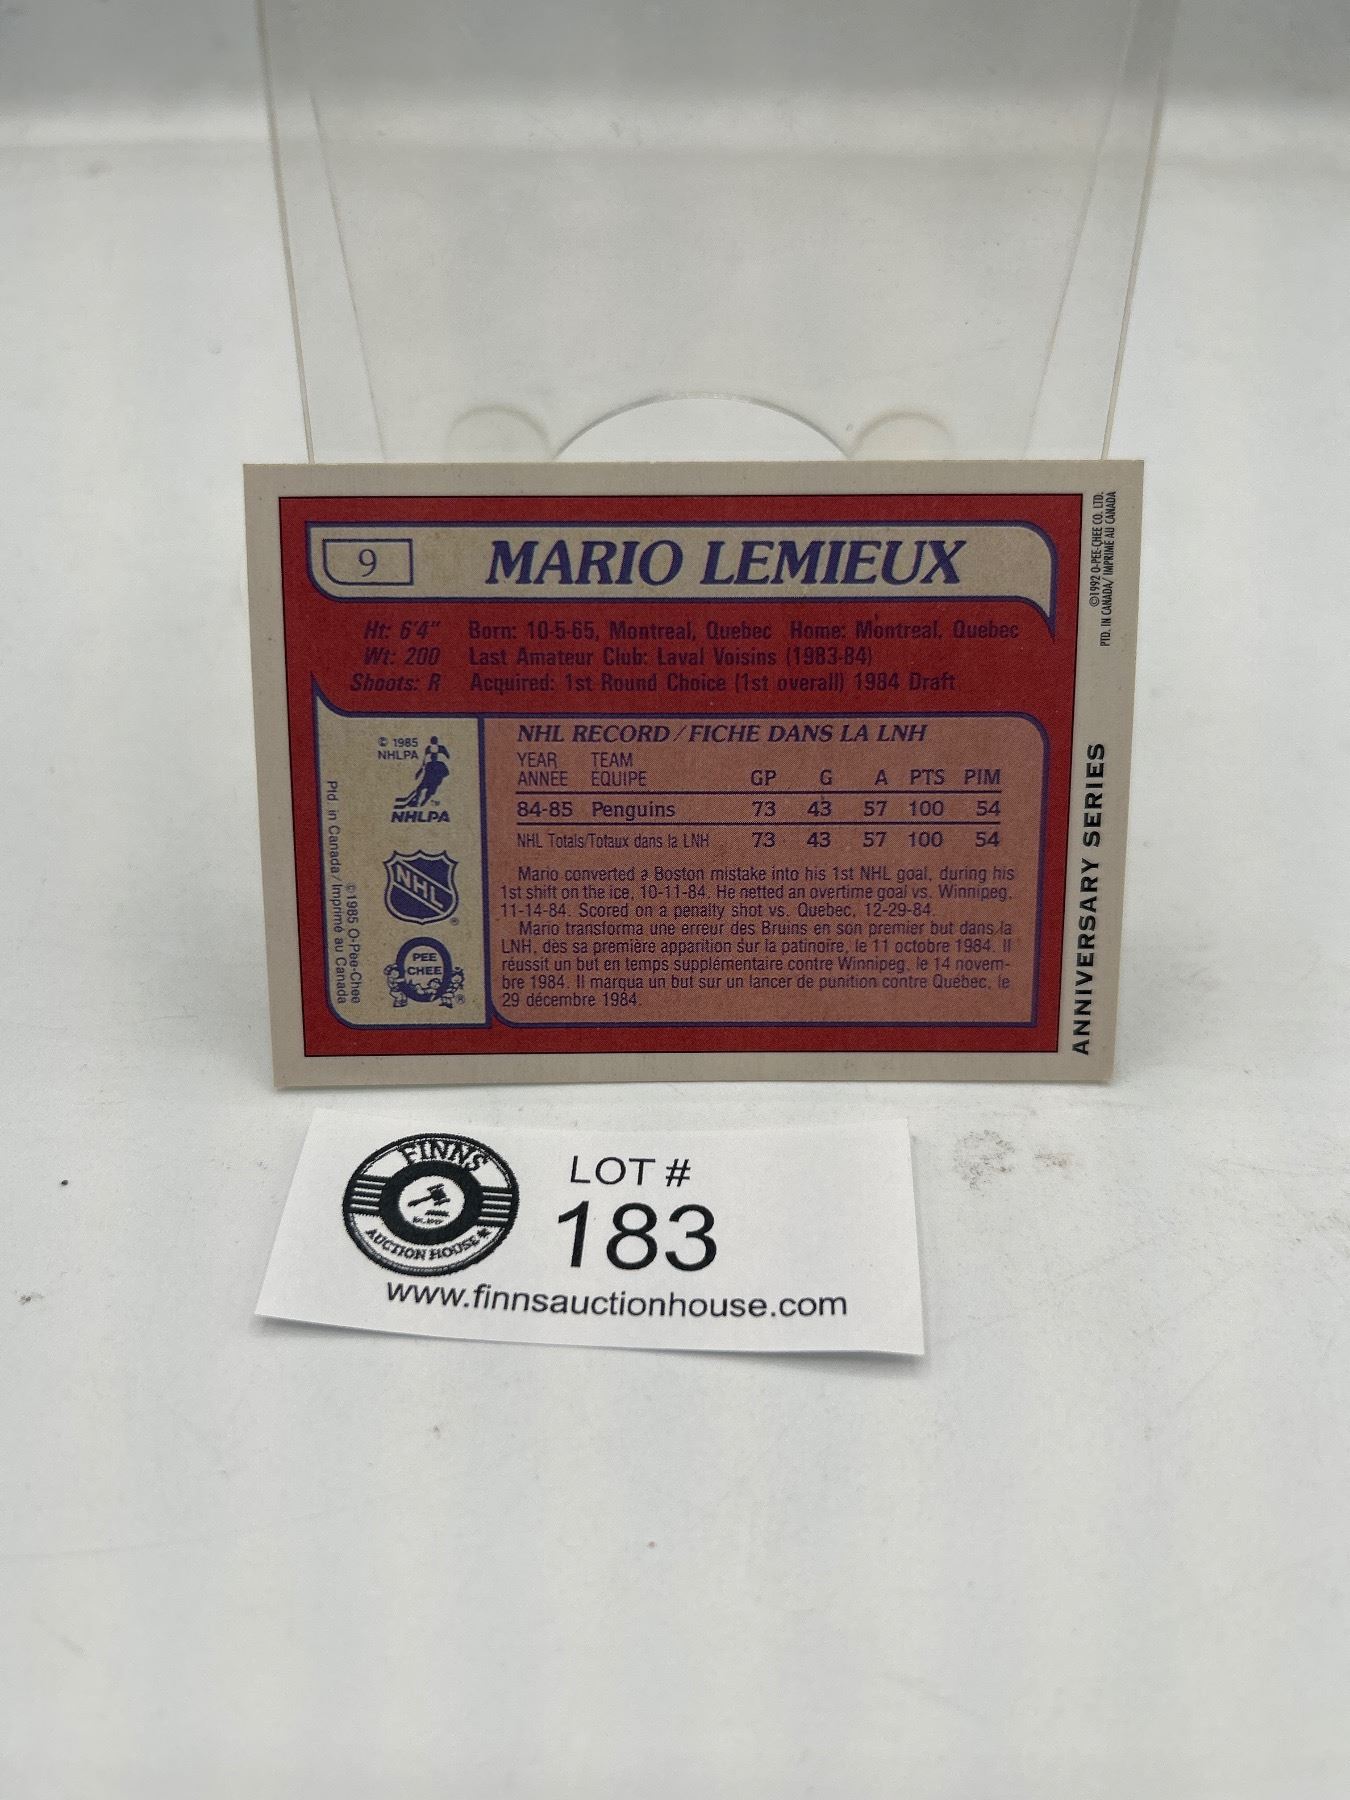 9 MARIO LEMIEUX
Ht: 6'4" Born: 10-5-65, Montreal, Quebec Home: Montreal, Quebec
Wt: 200 Last Amateur Club: Laval Voisins (1983-84)
Shoots: R Acquired: 1st Round Choice (1st overall) 1984 Draft
© 1985
NHLPA
NHLPA
NHL
PEE
CHEE
©1985 O-Pee-Chee
Ptd. in Canada/Imprimé au Canada
NHL RECORD/FICHE DANS LA LNH
YEAR TEAM
ANNÉE ÉQUIPE GP G A PTS PIM
84-85 Penguins 73 43 57 100 54
NHL Totals/Totaux dans la LNH 73 43 57 100 54
Mario converted a Boston mistake into his 1st NHL goal, during his
1st shift on the ice, 10-11-84. He netted an overtime goal vs. Winnipeg,
11-14-84. Scored on a penalty shot vs. Quebec, 12-29-84.
Mario transforma une erreur des Bruins en son premier but dans la
LNH, dès sa première apparition sur la patinoire, le 11 octobre 1984. Il
réussit un but en temps supplémentaire contre Winnipeg, le 14 novem-
bre 1984. Il marqua un but sur un lancer de punition contre Québec, le
29 décembre 1984.
©1992 O-PEE-CHEE CO. LTD.
PTD. IN CANADA/IMPRIMÉ AU CANADA
ANNIVERSARY SERIES
FINNS
AUCTION HOUSE
LOT #
183
www.finnsauctionhouse.com